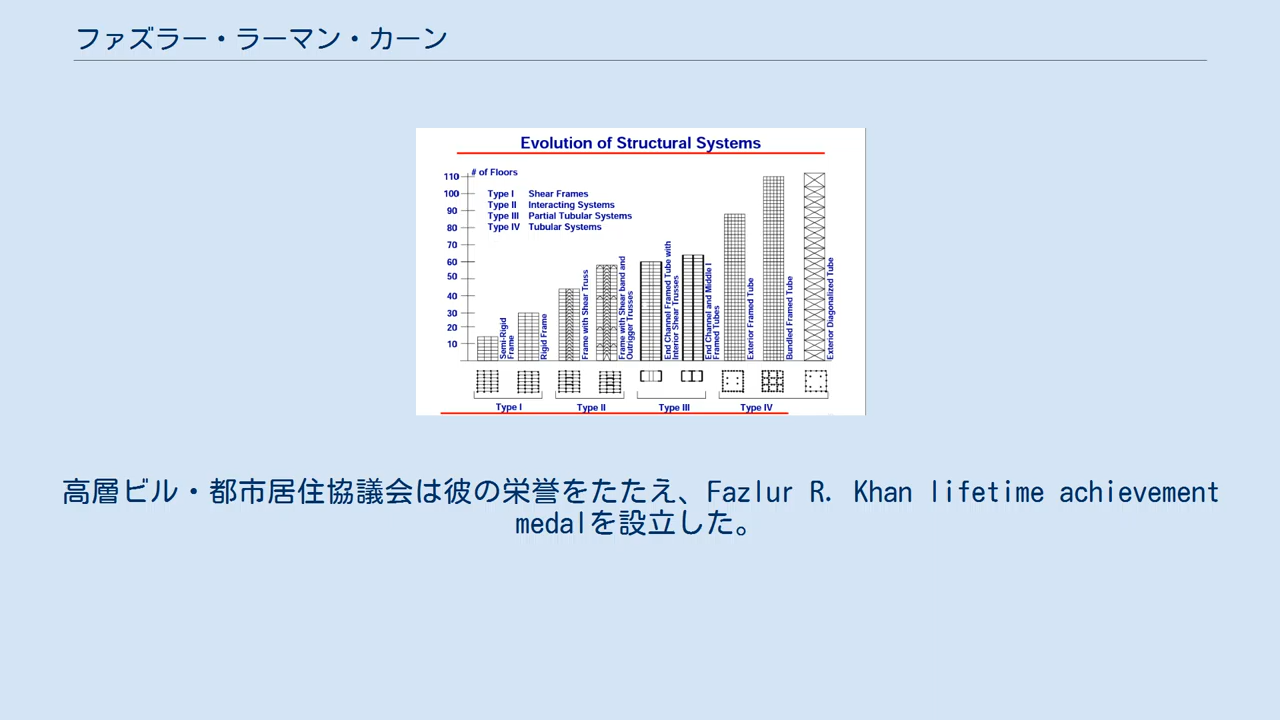 ファズラー・ラーマン・カーン
Evolution of Structural Systems
# of Floors
110
100
90
80
70
60
50
40
30
20
10
Type I Shear Frames
Type II Interacting Systems
Type III Partial Tubular Systems
Type IV Tubular Systems
Semi-Rigid
Frame
Rigid Frame
Frame with Shear Truss
Frame with Shear band and
Outrigger Trusses
End Channel Framed Tube with
Interior Shear Trusses
End Channel and Middle I
Framed Tubes
Exterior Framed Tube
Bundled Framed Tube
Exterior Diagonalized Tube
Type I
Type II
Type III
Type IV
高層ビル・都市居住協議会は彼の栄誉をたたえ、Fazlur R. Khan lifetime achievement
medalを設立した。